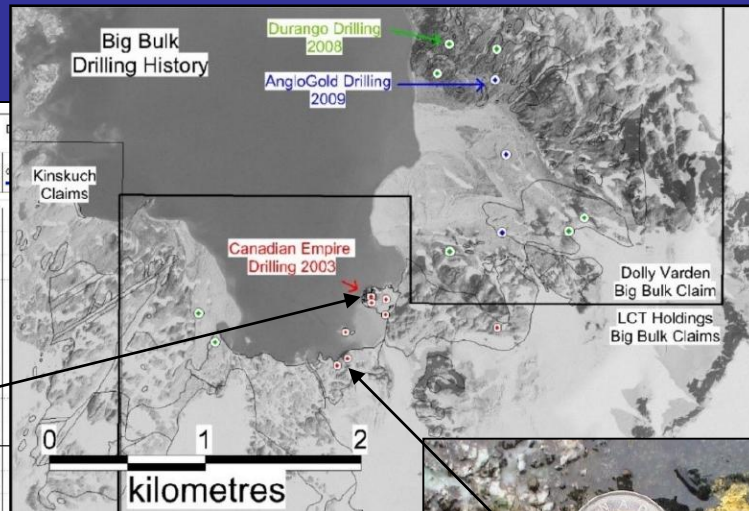 Big Bulk
Drilling History
Durango Drilling
2008
AngloGold Drilling
2009
Kinskuch
Claims
Canadian Empire
Drilling 2003
Dolly Varden
Big Bulk Claim
LCT Holdings
Big Bulk Claims
0 1 2
kilometres